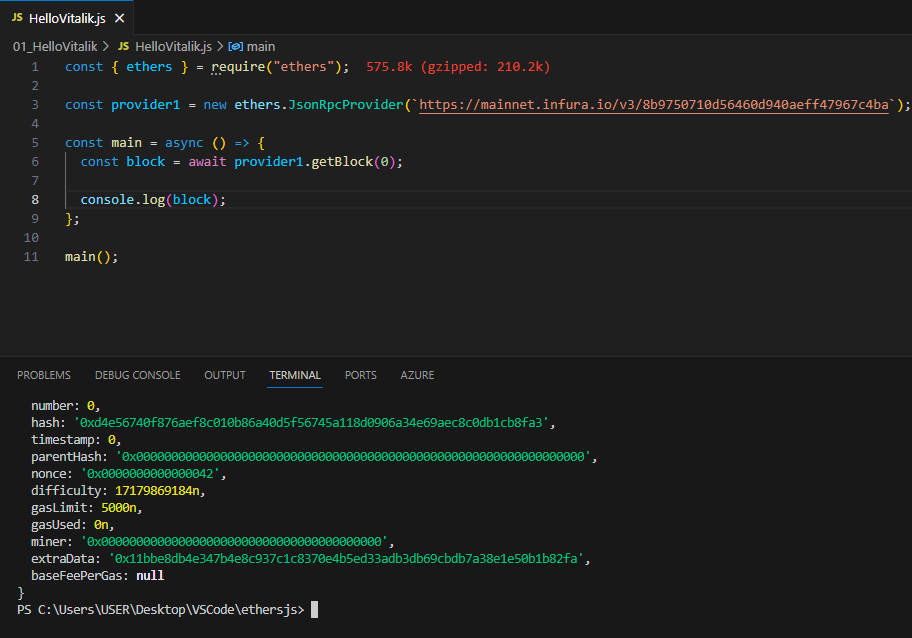 JS HelloVitalik.js ×
01_HelloVitalik > JS HelloVitalik.js > main
1 const { ethers } = require("ethers"); 575.8k (gzipped: 210.2k)
2
3 const provider1 = new ethers.JsonRpcProvider(`https://mainnet.infura.io/v3/8b9750710d56460d940aeff47967c4ba`);
4
5 const main = async () => {
6 const block = await provider1.getBlock(0);
7
8 console.log(block);
9 };
10
11 main();
PROBLEMS DEBUG CONSOLE OUTPUT TERMINAL PORTS AZURE
number: 0,
hash: '0xd4e56740f876aef8c010b86a40d5f56745a118d0906a34e69aec8c0db1cb8fa3',
timestamp: 0,
parentHash: '0x0000000000000000000000000000000000000000000000000000000000000000',
nonce: '0x0000000000000042',
difficulty: 17179869184n,
gasLimit: 5000n,
gasUsed: 0n,
miner: '0x0000000000000000000000000000000000000000',
extraData: '0x11bbe8db4e347b4e8c937c1c8370e4b5ed33adb3db69cbdb7a38e1e50b1b82fa',
baseFeePerGas: null
}
PS C:\Users\USER\Desktop\VSCode\ethersjs>